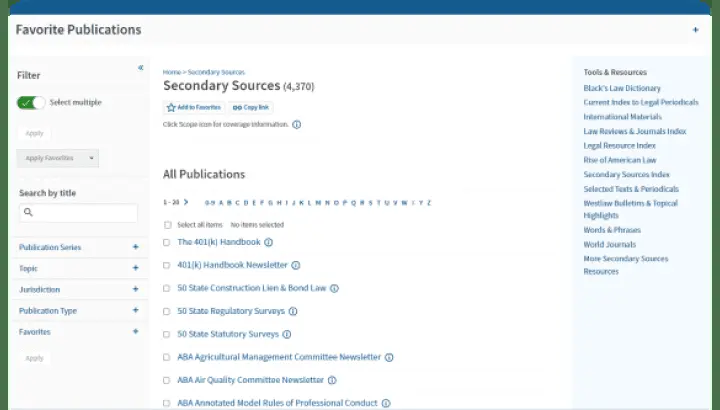 Favorite Publications
+
«
Filter
Select multiple
Apply
Apply Favorites
Search by title
Publication Series +
Topic +
Jurisdiction +
Publication Type +
Favorites +
Apply
Home > Secondary Sources
Secondary Sources (4,370)
Add to Favorites Copy link
Click Scope icon for coverage information.
All Publications
1 - 20 > 0-9 A B C D E F G H I J K L M N O P Q R S T U V W X Y Z
Select all items No items selected
The 401(k) Handbook
401(k) Handbook Newsletter
50 State Construction Lien & Bond Law
50 State Regulatory Surveys
50 State Statutory Surveys
ABA Agricultural Management Committee Newsletter
ABA Air Quality Committee Newsletter
ABA Annotated Model Rules of Professional Conduct
Tools & Resources
Black's Law Dictionary
Current Index to Legal Periodicals
International Materials
Law Reviews & Journals Index
Legal Resource Index
Rise of American Law
Secondary Sources Index
Selected Texts & Periodicals
Westlaw Bulletins & Topical
Highlights
Words & Phrases
World Journals
More Secondary Sources
Resources